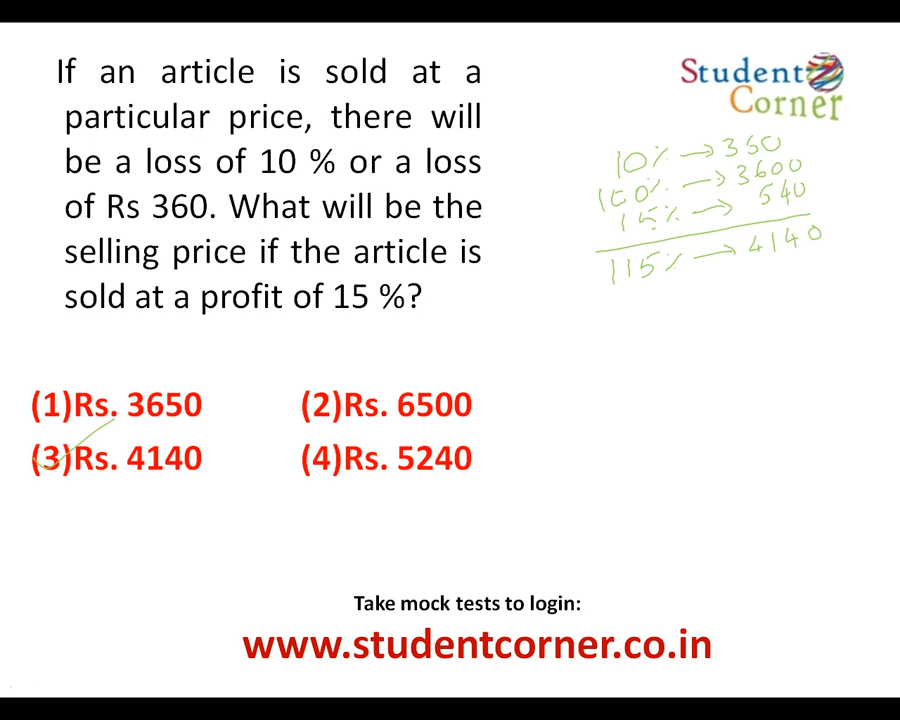 If an article is sold at a
particular price, there will
be a loss of 10 % or a loss
of Rs 360. What will be the
selling price if the article is
sold at a profit of 15 %?
Student
Corner
10% → 360
100% → 3600
15% → 540
115% → 4140
(1)Rs. 3650 (2)Rs. 6500
(3)Rs. 4140 (4)Rs. 5240
Take mock tests to login:
www.studentcorner.co.in